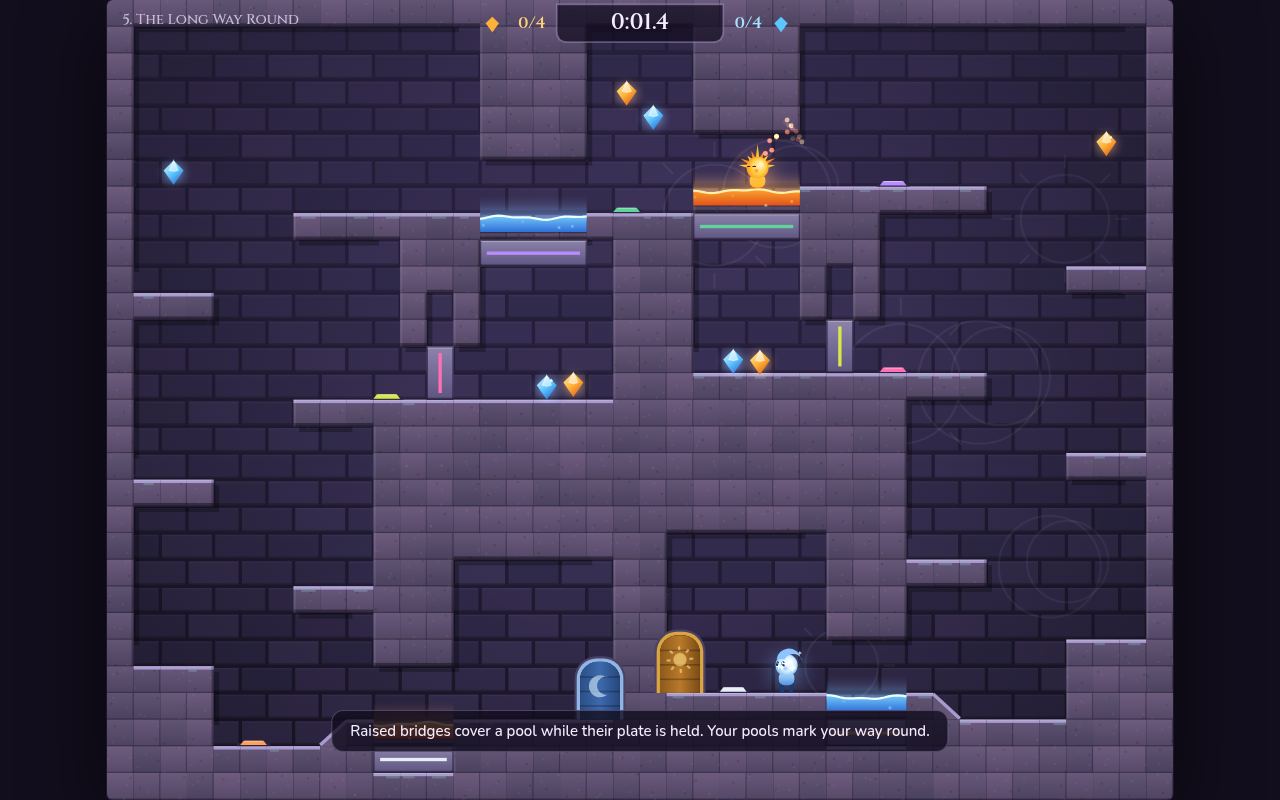 5. The Long Way Round
0/4
0:01.4
0/4
Raised bridges cover a pool while their plate is held. Your pools mark your way round.